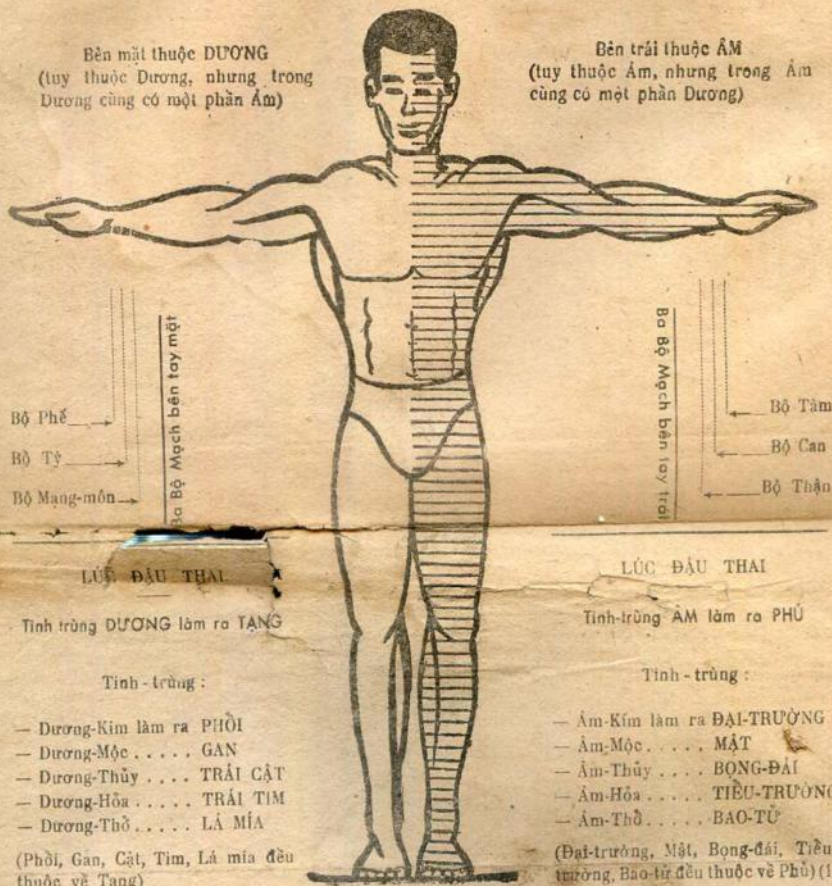 Bên mặt thuộc DƯƠNG
(tuy thuộc Dương, nhưng trong
Dương cũng có một phần Âm)
Bên trái thuộc ÂM
(tuy thuộc Âm, nhưng trong Âm
cũng có một phần Dương)
Ba Bộ Mạch bên tay mặt
Bộ Phế
Bộ Tỳ
Bộ Mạng-môn
Ba Bộ Mạch bên tay trái
Bộ Tâm
Bộ Can
Bộ Thận
LÚC ĐẬU THAI
Tinh trùng DƯƠNG làm ra TẠNG
Tinh-trùng :
— Dương-Kim làm ra PHỔI
— Dương-Mộc ..... GAN
— Dương-Thủy .... TRÁI CẬT
— Dương-Hỏa ..... TRÁI TIM
— Dương-Thổ ..... LÁ MÍA
(Phổi, Gan, Cật, Tim, Lá mía đều
thuộc về Tạng)
LÚC ĐẬU THAI
Tinh-trùng ÂM làm ra PHỦ
Tinh-trùng :
— Âm-Kim làm ra ĐẠI-TRƯỜNG
— Âm-Mộc ..... MẬT
— Âm-Thủy .... BỌNG-ĐÁI
— Âm-Hỏa ..... TIỂU-TRƯỜNG
— Âm-Thổ ..... BAO-TỬ
(Đại-trường, Mật, Bọng-đái, Tiểu
trường, Bao-tử đều thuộc về Phủ)